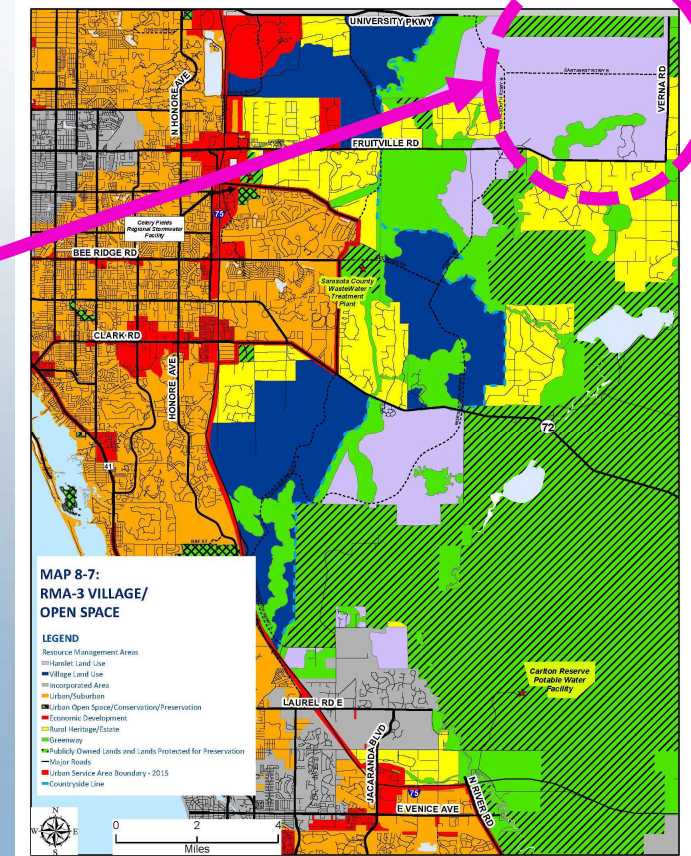 UNIVERSITY PKWY
N HONORE AVE
VERNA RD
FRUITVILLE RD
Celery Fields
Regional Stormwater
Facility
75
BEE RIDGE RD
Sarasota County
WasteWater
Treatment
Plant
CLARK RD
HONORE AVE
72
41
BAY ST
MAP 8-7:
RMA-3 VILLAGE/
OPEN SPACE
LEGEND
Resource Management Areas
Hamlet Land Use
Village Land Use
Incorporated Area
Urban/Suburban
Urban Open Space/Conservation/Preservation
Economic Development
Rural Heritage/Estate
Greenway
Publicly Owned Lands and Lands Protected for Preservation
Major Roads
Urban Service Area Boundary - 2015
Countryside Line
Carlton Reserve
Potable Water
Facility
LAUREL RD E
JACARANDA BLVD
75
N RIVER RD
E VENICE AVE
N
W
E
S
0 2 4
Miles